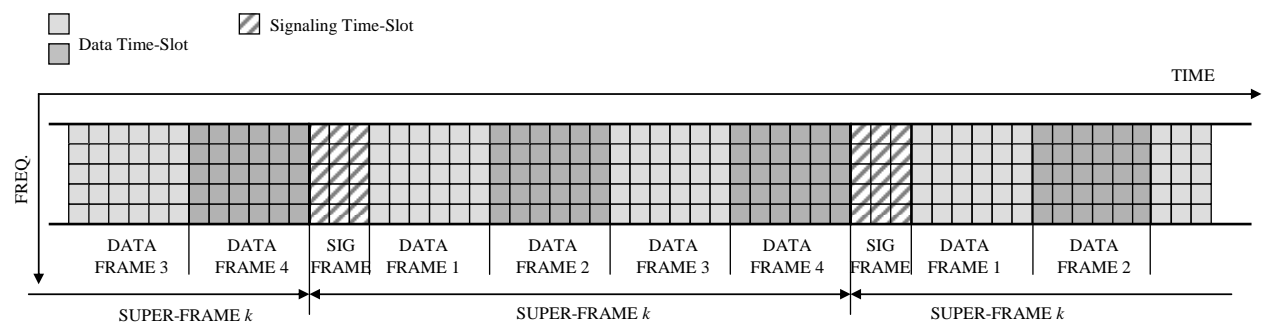 Signaling Time-Slot
Data Time-Slot
TIME
FREQ.
DATA FRAME 3
DATA FRAME 4
SIG FRAME
DATA FRAME 1
DATA FRAME 2
DATA FRAME 3
DATA FRAME 4
SIG FRAME
DATA FRAME 1
DATA FRAME 2
SUPER-FRAME k
SUPER-FRAME k
SUPER-FRAME k